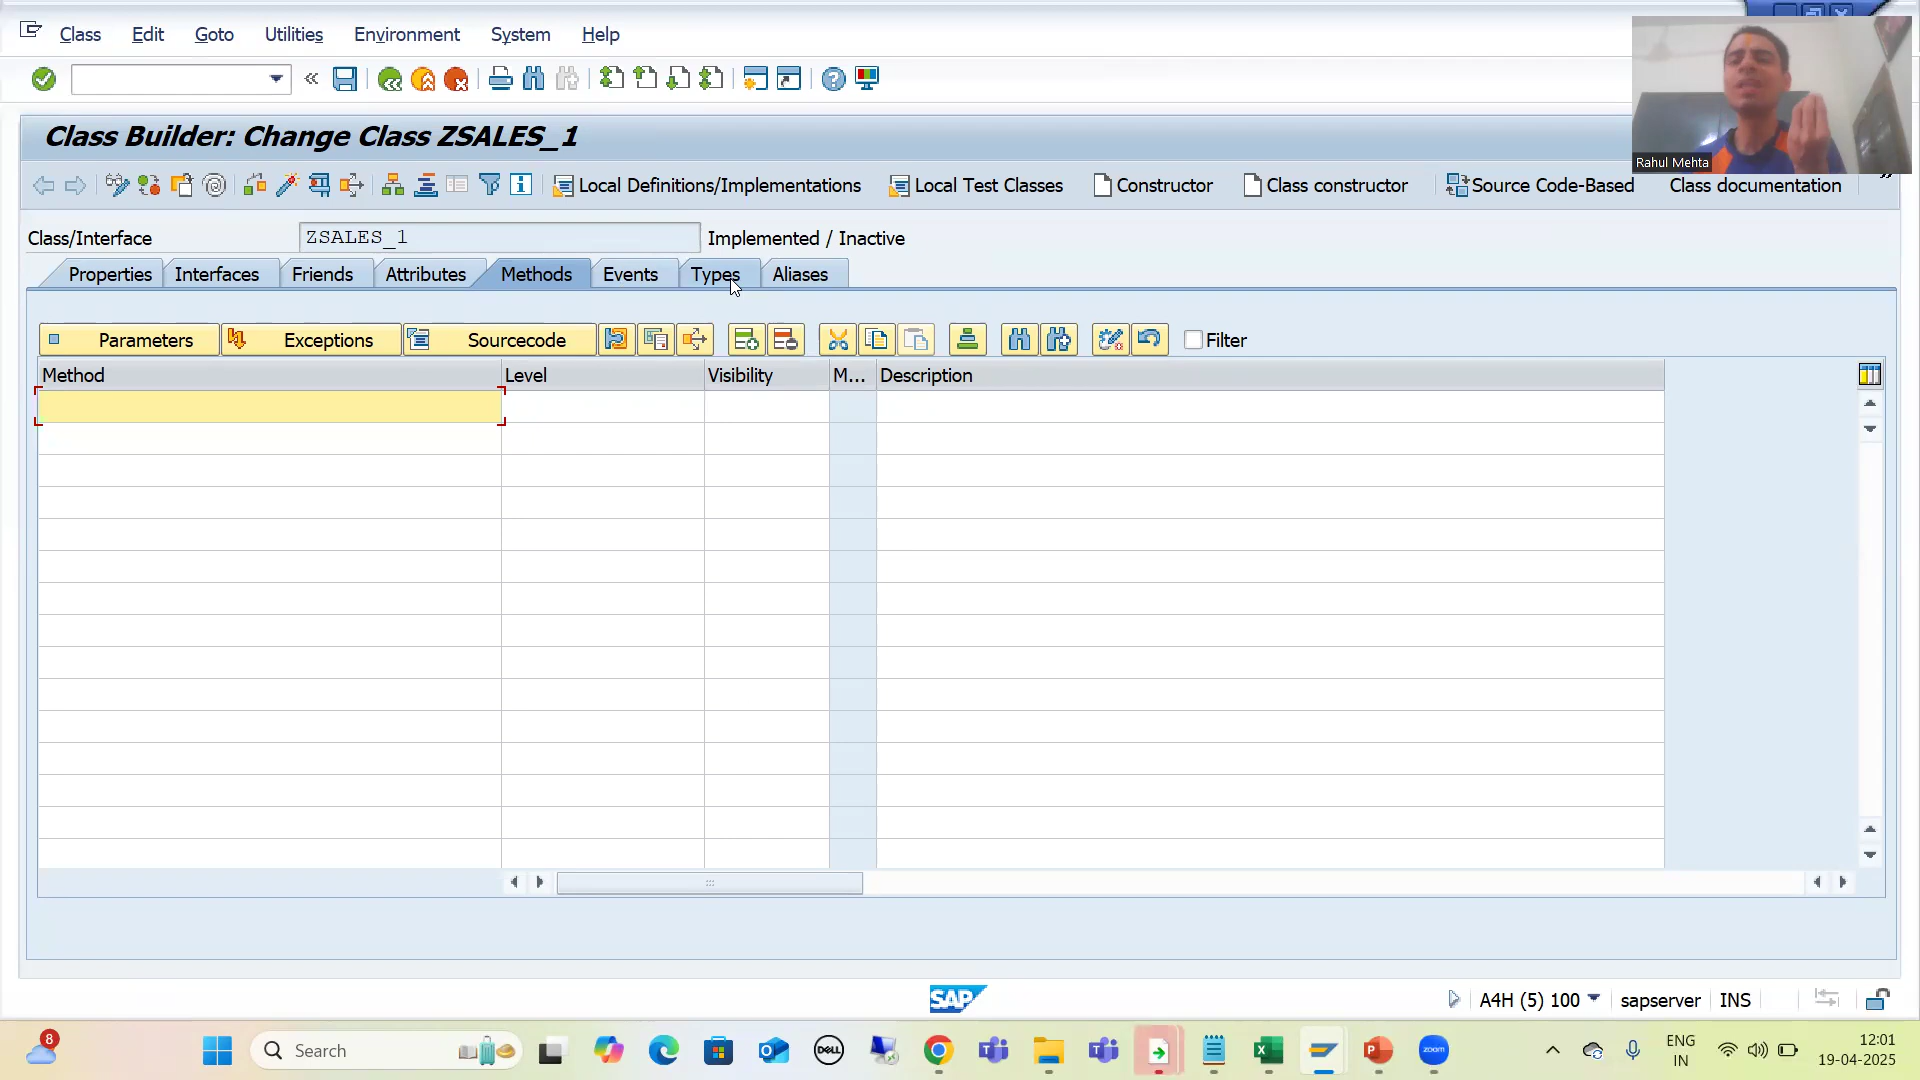 Class Edit Goto Utilities Environment System Help
Class Builder: Change Class ZSALES_1
Local Definitions/Implementations Local Test Classes Constructor Class constructor Source Code-Based Class documentation
Class/Interface ZSALES_1 Implemented / Inactive
Properties Interfaces Friends Attributes Methods Events Types Aliases
Parameters Exceptions Sourcecode Filter
Method Level Visibility M... Description
Rahul Mehta
SAP A4H (5) 100 sapserver INS
8 Search DELL zoom ENG 12:01
IN 19-04-2025